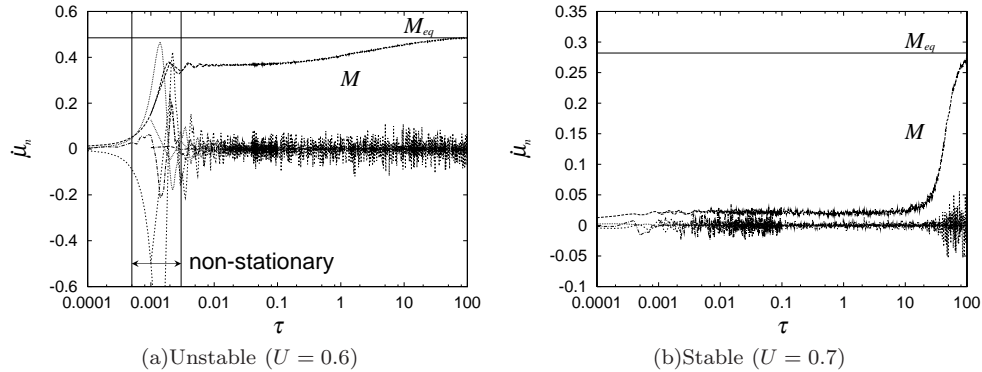 0.6
0.4
0.2
0
-0.2
-0.4
-0.6
μ̇ₙ
M_eq
M
non-stationary
0.0001 0.001 0.01 0.1 1 10 100
τ
(a)Unstable (U = 0.6)
0.35
0.3
0.25
0.2
0.15
0.1
0.05
0
-0.05
-0.1
μ̇ₙ
M_eq
M
0.0001 0.001 0.01 0.1 1 10 100
τ
(b)Stable (U = 0.7)